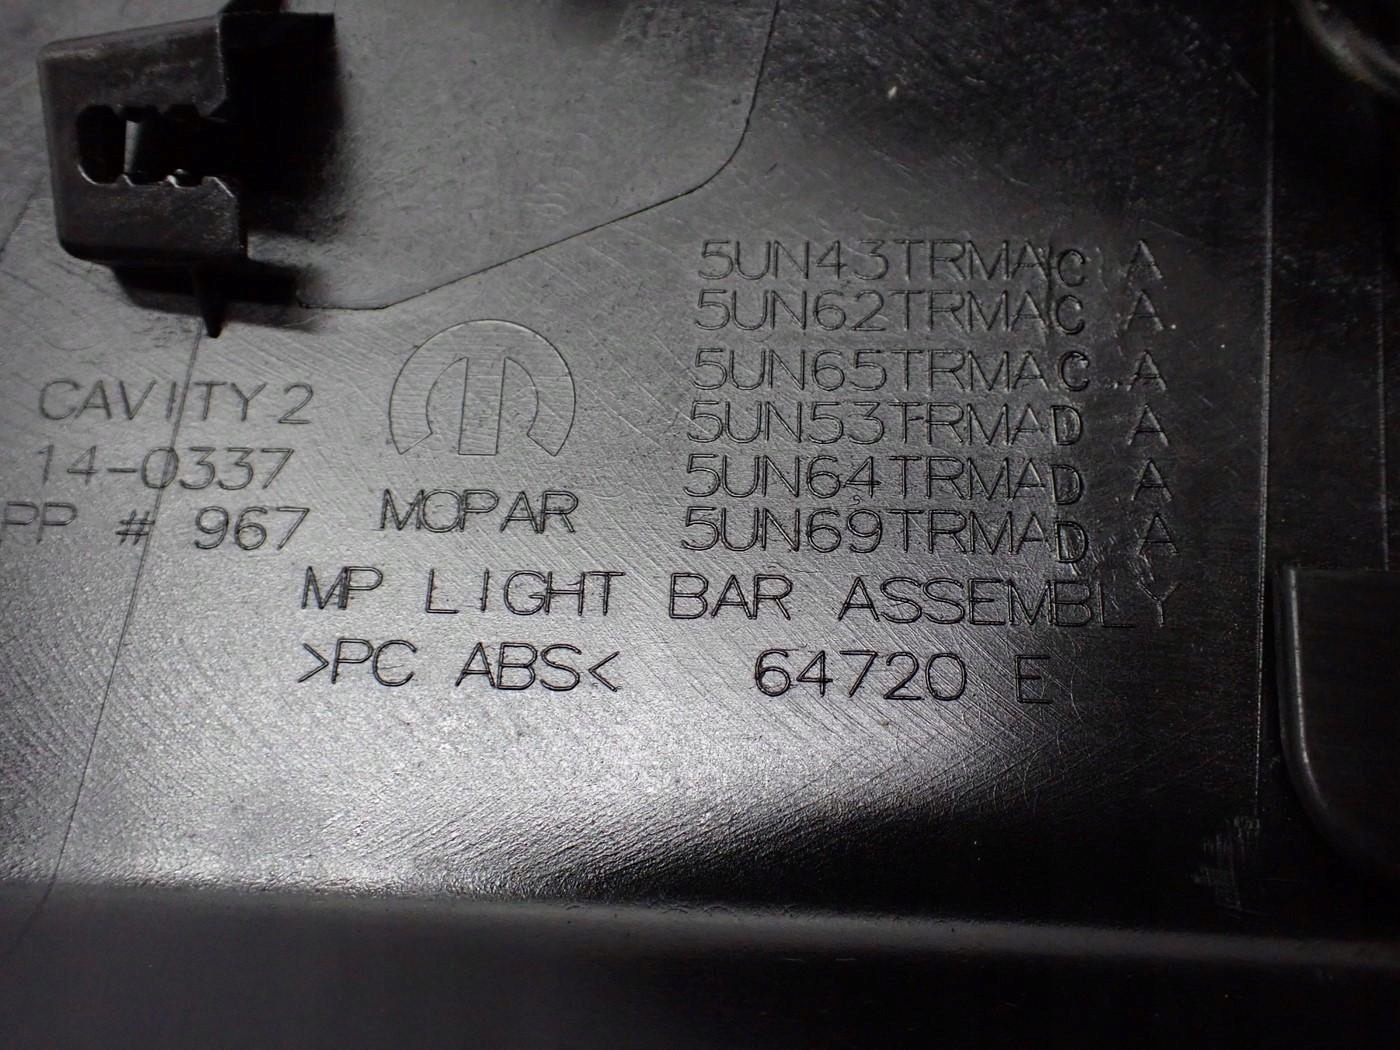 5UN43TRMAC A
5UN62TRMAC A
5UN65TRMAC A
5UN53TRMAD A
5UN64TRMAD A
5UN69TRMAD A
CAVITY 2
14-0337
PP # 967
MOPAR
MP LIGHT BAR ASSEMBLY
>PC ABS< 64720 E